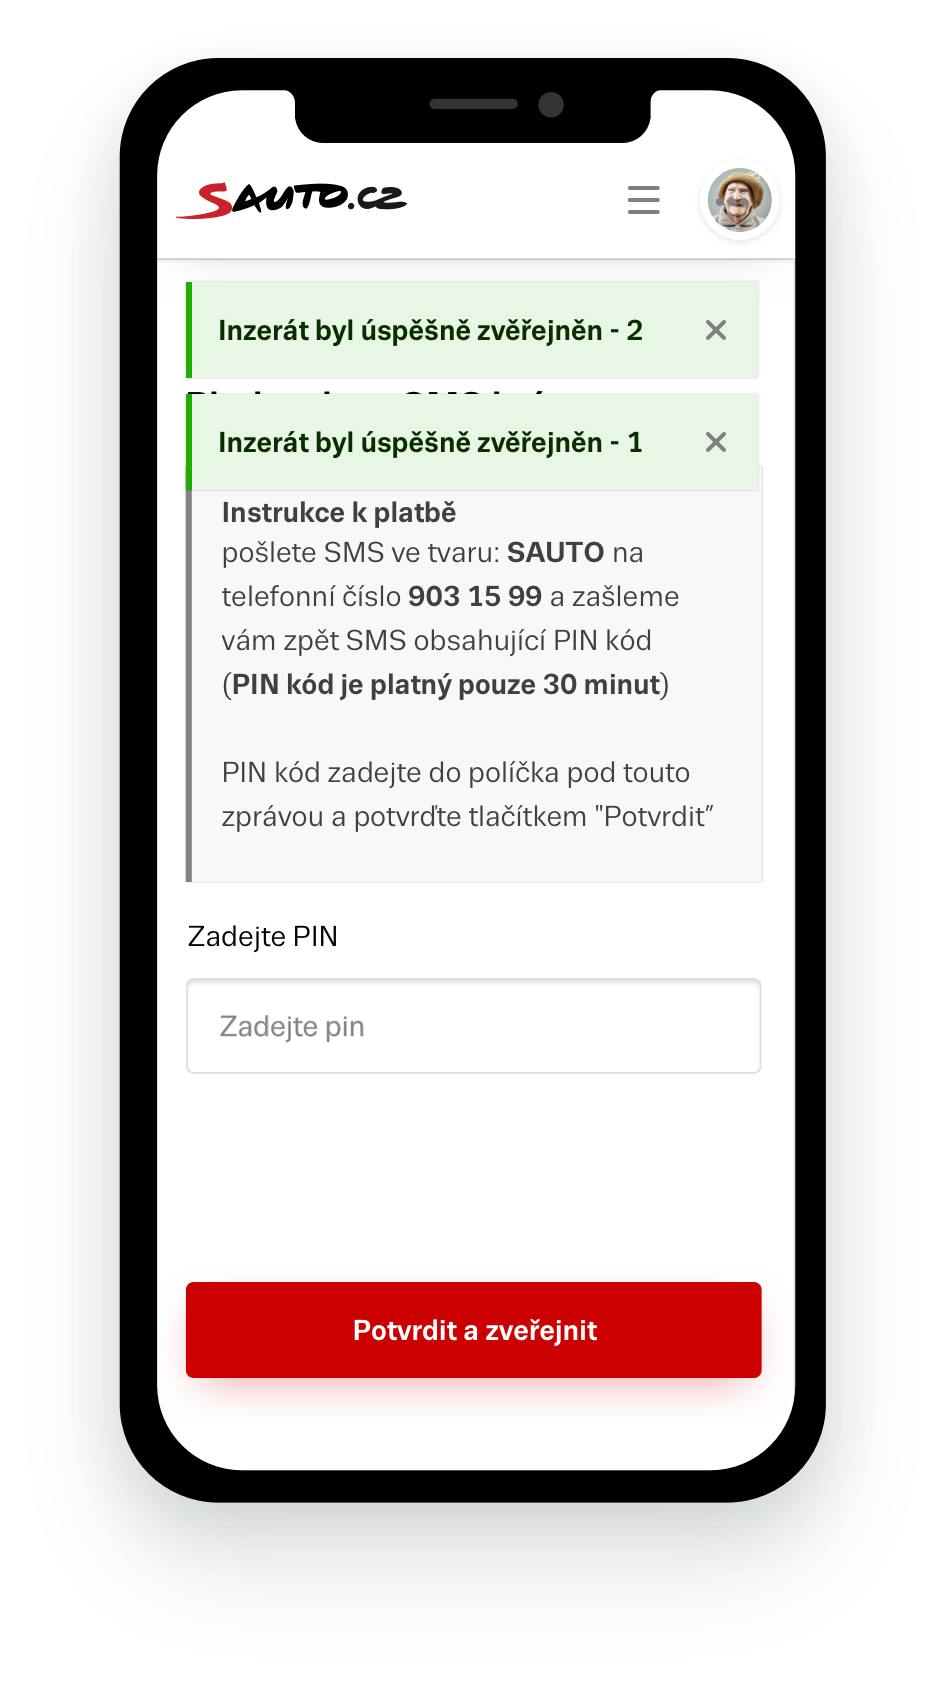 SAUTO.CZ
Inzerát byl úspěšně zvěřejněn - 2
Inzerát byl úspěšně zvěřejněn - 1
Instrukce k platbě
pošlete SMS ve tvaru: SAUTO na
telefonní číslo 903 15 99 a zašleme
vám zpět SMS obsahující PIN kód
(PIN kód je platný pouze 30 minut)
PIN kód zadejte do políčka pod touto
zprávou a potvrďte tlačítkem "Potvrdit”
Zadejte PIN
Zadejte pin
Potvrdit a zveřejnit